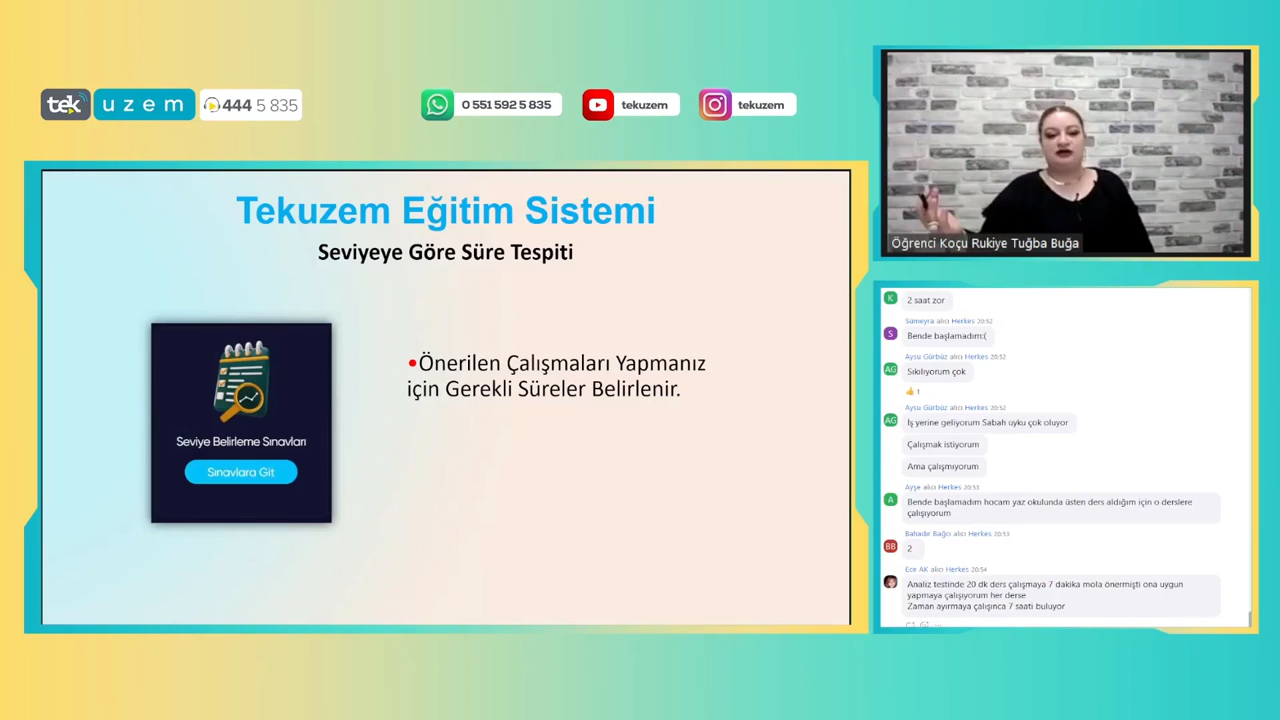 tek uzem 444 5 835
0 551 592 5 835
tekuzem
tekuzem
Tekuzem Eğitim Sistemi
Seviyeye Göre Süre Tespiti
Seviye Belirleme Sınavları
Sınavlara Git
•Önerilen Çalışmaları Yapmanız
için Gerekli Süreler Belirlenir.
Öğrenci Koçu Rukiye Tuğba Buğa
K
2 saat zor
Sümeyra alıcı Herkes 20:52
S
Bende başlamadım:(
Aysu Gürbüz alıcı Herkes 20:52
AG
Sıkılıyorum çok
👍 1
Aysu Gürbüz alıcı Herkes 20:52
AG
Iş yerine geliyorum Sabah uyku çok oluyor
Çalışmak istiyorum
Ama çalışmıyorum
Ayşe alıcı Herkes 20:53
A
Bende başlamadım hocam yaz okulunda üsten ders aldığım için o derslere
çalışıyorum
Bahadır Bağcı alıcı Herkes 20:53
BB
2
Ece AK alıcı Herkes 20:54
Analiz testinde 20 dk ders çalışmaya 7 dakika mola önermişti ona uygun
yapmaya çalışıyorum her derse
Zaman ayırmaya çalışınca 7 saati buluyor